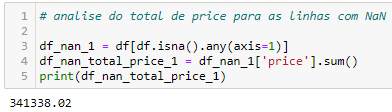 1 # analise do total de price para as linhas com NaN
2
3 df_nan_1 = df[df.isna().any(axis=1)]
4 df_nan_total_price_1 = df_nan_1['price'].sum()
5 print(df_nan_total_price_1)
341338.02